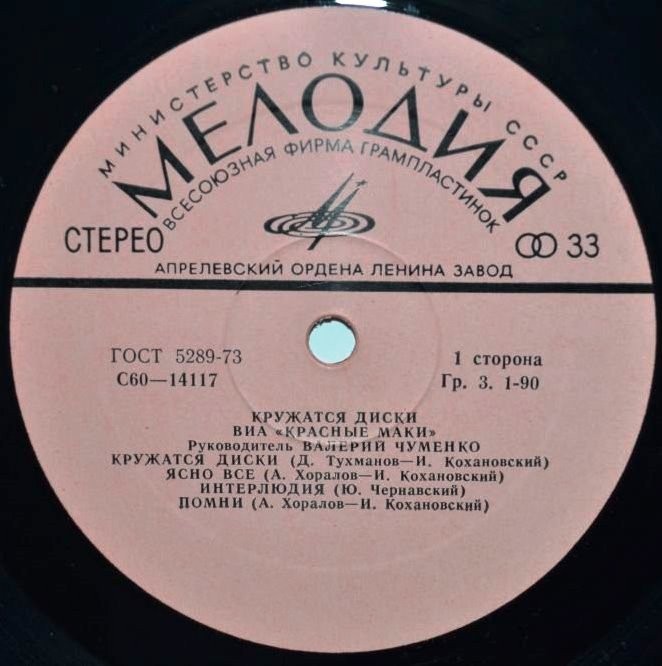 МИНИСТЕРСТВО КУЛЬТУРЫ СССР
МЕЛОДИЯ
ВСЕСОЮЗНАЯ ФИРМА ГРАМПЛАСТИНОК
СТЕРЕО 33
АПРЕЛЕВСКИЙ ОРДЕНА ЛЕНИНА ЗАВОД
ГОСТ 5289-73 1 сторона
С60—14117 Гр. 3. 1-90
КРУЖАТСЯ ДИСКИ
ВИА «КРАСНЫЕ МАКИ»
Руководитель ВАЛЕРИЙ ЧУМЕНКО
КРУЖАТСЯ ДИСКИ (Д. Тухманов—И. Кохановский)
ЯСНО ВСЕ (А. Хоралов—И. Кохановский)
ИНТЕРЛЮДИЯ (Ю. Чернавский)
ПОМНИ (А. Хоралов—И. Кохановский)